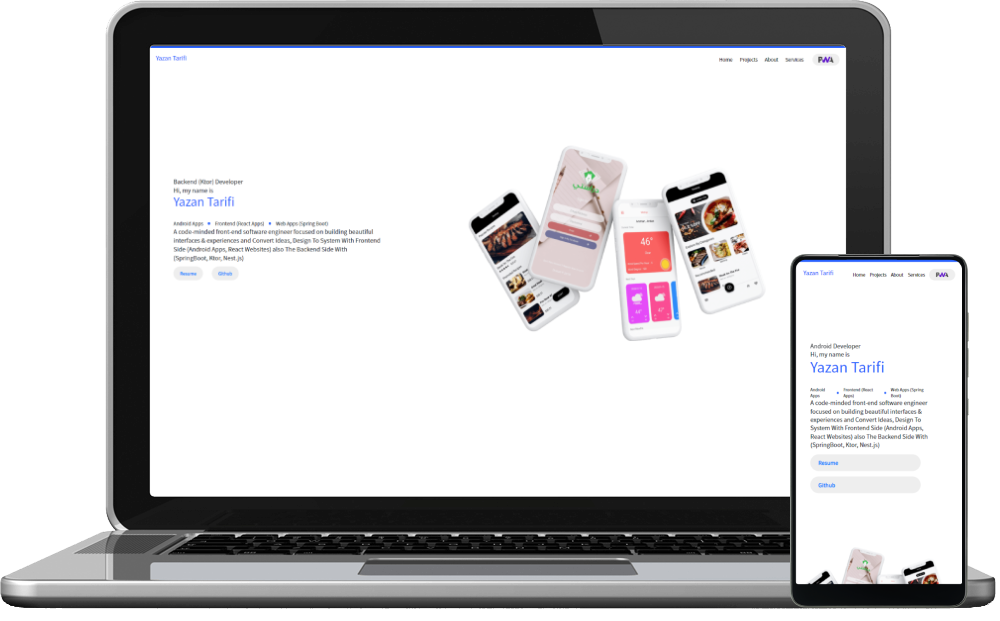 Yazan Tarifi
Home Projects About Services PWA
Backend (Ktor) Developer
Hi, my name is
Yazan Tarifi
Android Apps • Frontend (React Apps) • Web Apps (Spring Boot)
A code-minded front-end software engineer focused on building beautiful
interfaces & experiences and Convert Ideas, Design To System With Frontend
Side (Android Apps, React Websites) also The Backend Side With
(SpringBoot, Ktor, Nest.js)
Resume Github
46°
Yazan Tarifi
Home Projects About Services PWA
Android Developer
Hi, my name is
Yazan Tarifi
Android Apps • Frontend (React Apps) • Web Apps (Spring Boot)
A code-minded front-end software engineer
focused on building beautiful interfaces &
experiences and Convert Ideas, Design To
System With Frontend Side (Android Apps,
React Websites) also The Backend Side With
(SpringBoot, Ktor, Nest.js)
Resume
Github